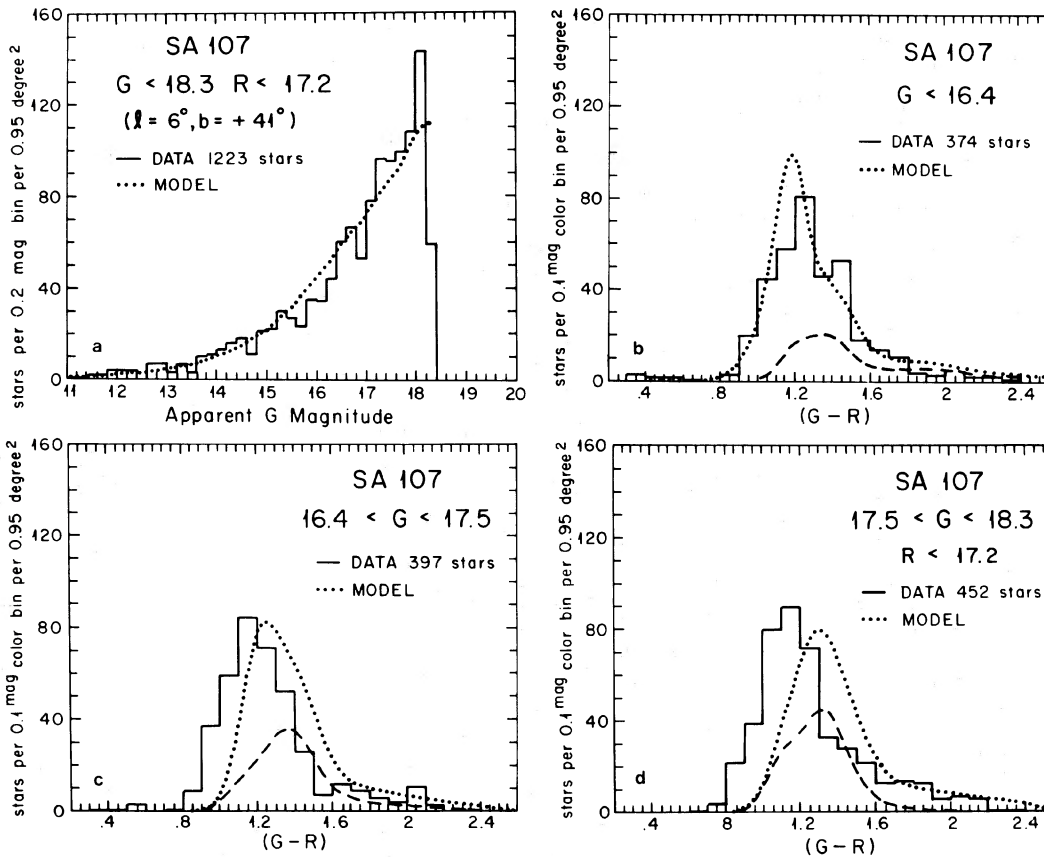 stars per 0.2 mag bin per 0.95 degree²
160
120
80
40
0
SA 107
G < 18.3 R < 17.2
(ℓ = 6°, b = + 41°)
DATA 1223 stars
MODEL
a
11 12 13 14 15 16 17 18 19 20
Apparent G Magnitude
stars per 0.1 mag color bin per 0.95 degree²
160
120
80
40
0
SA 107
G < 16.4
DATA 374 stars
MODEL
b
.4 .8 1.2 1.6 2. 2.4
(G – R)
stars per 0.1 mag color bin per 0.95 degree²
160
120
80
40
0
SA 107
16.4 < G < 17.5
DATA 397 stars
MODEL
c
.4 .8 1.2 1.6 2 2.4
(G – R)
stars per 0.1 mag color bin per 0.95 degree²
160
120
80
40
0
SA 107
17.5 < G < 18.3
R < 17.2
DATA 452 stars
MODEL
d
.4 .8 1.2 1.6 2. 2.4
(G – R)